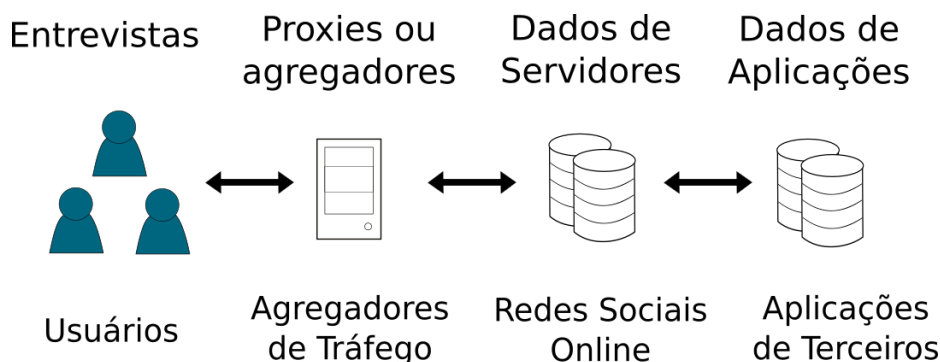 Entrevistas
Proxies ou
agregadores
Dados de
Servidores
Dados de
Aplicações
Usuários
Agregadores
de Tráfego
Redes Sociais
Online
Aplicações
de Terceiros